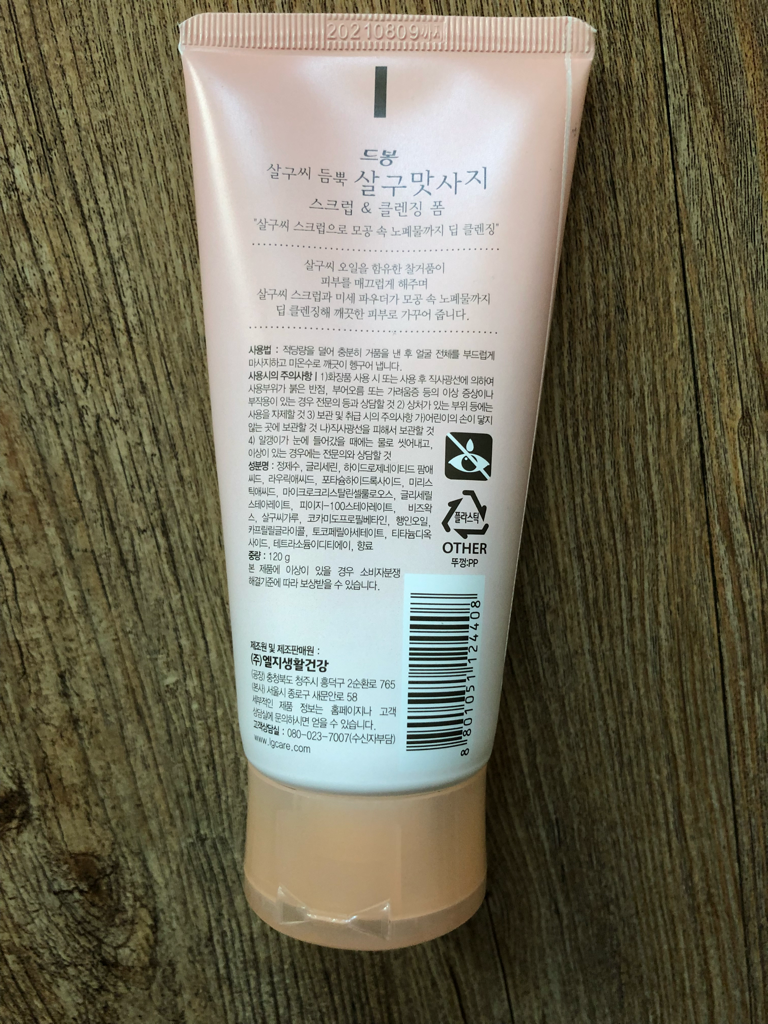 20210809
드봉
살구씨 듬뿍 살구맛사지
스크럽 & 클렌징 폼
"살구씨 스크럽으로 모공 속 노폐물까지 딥 클렌징"
살구씨 오일을 함유한 찰거품이
피부를 매끄럽게 해주며
살구씨 스크럽과 미세 파우더가 모공 속 노폐물까지
딥 클렌징해 깨끗한 피부로 가꾸어 줍니다.
사용법 : 적당량을 덜어 충분히 거품을 낸 후 얼굴 전체를 부드럽게
마사지하고 미온수로 깨끗이 헹구어 냅니다.
사용시의 주의사항 | 1)화장품 사용 시 또는 사용 후 직사광선에 의하여
사용부위가 붉은 반점, 부어오름 또는 가려움증 등의 이상 증상이나
부작용이 있는 경우 전문의 등과 상담할 것 2) 상처가 있는 부위 등에는
사용을 자제할 것 3) 보관 및 취급 시의 주의사항 가)어린이의 손이 닿지
않는 곳에 보관할 것 나)직사광선을 피해서 보관할 것
4) 알갱이가 눈에 들어갔을 때에는 물로 씻어내고,
이상이 있는 경우에는 전문의와 상담할 것
성분명 : 정제수, 글리세린, 하이드로제네이티드 팜애
씨드, 라우릭애씨드, 포타슘하이드록사이드, 미리스
틱애씨드, 마이크로크리스탈린셀룰로오스, 글리세릴
스테아레이트, 피이지-100스테아레이트, 비즈왁
스, 살구씨가루, 코카미도프로필베타인, 행인오일,
카프릴릴글라이콜, 토코페릴아세테이트, 티타늄디옥
사이드, 테트라소듐이디티에이, 향료
중량 : 120 g
본 제품에 이상이 있을 경우 소비자분쟁
해결기준에 따라 보상받을 수 있습니다.
플라스틱
OTHER
뚜껑:PP
제조원 및 제조판매원 :
(주)엘지생활건강
(공장) 충청북도 청주시 흥덕구 2순환로 765
(본사) 서울시 종로구 새문안로 58
세부적인 제품 정보는 홈페이지나 고객
상담실에 문의하시면 얻을 수 있습니다.
고객상담실 : 080-023-7007(수신자부담)
www.lgcare.com
8 801051 124408